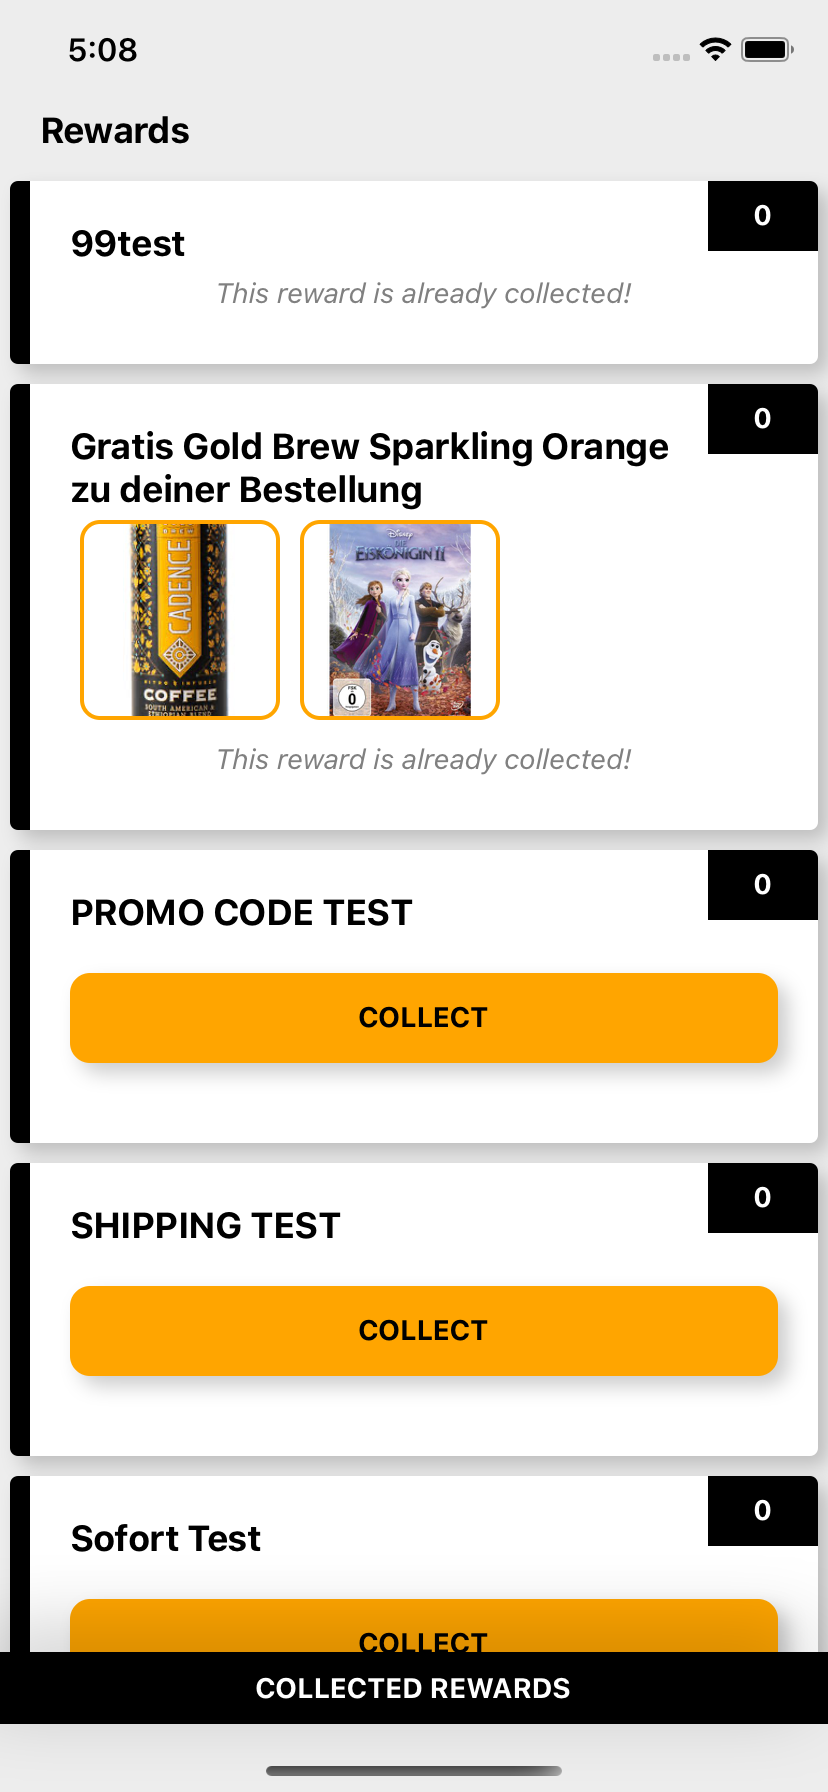 5:08
Rewards
0
99test
This reward is already collected!
0
Gratis Gold Brew Sparkling Orange
zu deiner Bestellung
CADENCE
COFFEE
SOUTH AMERICAN &
ETHIOPIAN BLEND
Disney
DIE
EISKÖNIGIN II
0
This reward is already collected!
0
PROMO CODE TEST
COLLECT
0
SHIPPING TEST
COLLECT
0
Sofort Test
COLLECT
COLLECTED REWARDS